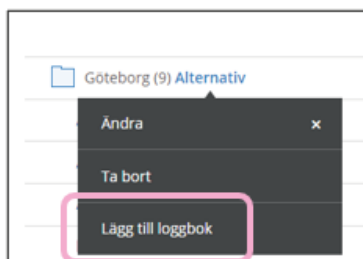 Göteborg (9) Alternativ
Ändra ×
Ta bort
Lägg till loggbok